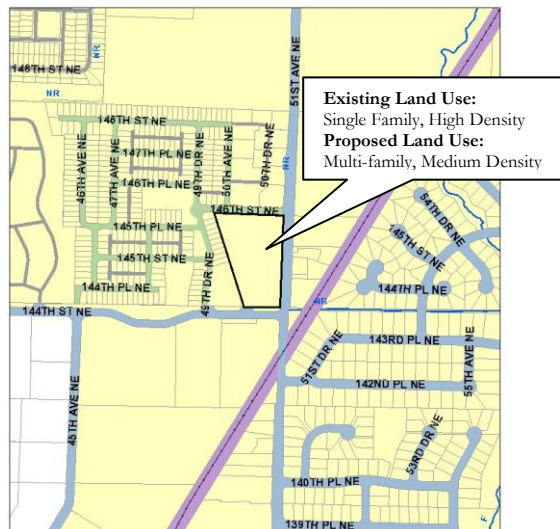 Existing Land Use:
Single Family, High Density
Proposed Land Use:
Multi-family, Medium Density
146TH ST NE
NR
NR
51ST AVE NE
148TH ST NE
46TH AVE NE
47TH AVE NE
147TH PL NE
146TH PL NE
49TH DR NE
50TH AVE NE
50TH DR NE
NR
146TH ST NE
145TH PL NE
145TH ST NE
144TH PL NE
49TH DR NE
144TH ST NE
54TH DR NE
145TH ST NE
144TH PL NE
NR
143RD PL NE
51ST DR NE
142ND PL NE
55TH AVE NE
45TH AVE NE
53RD DR NE
140TH PL NE
139TH PL NE
F